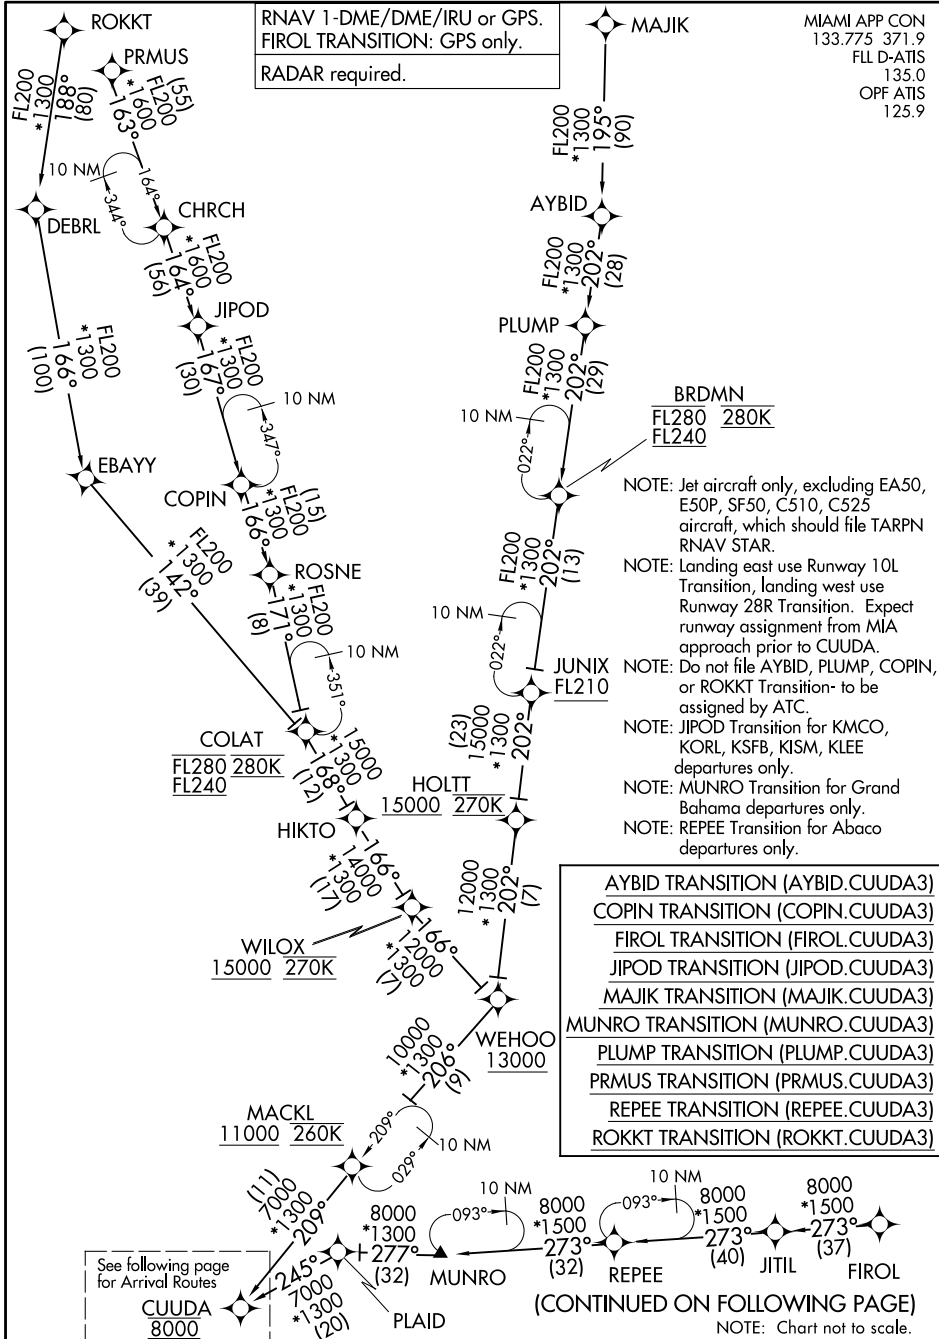 RNAV 1-DME/DME/IRU or GPS.
FIROL TRANSITION: GPS only.
RADAR required.
MIAMI APP CON
133.775 371.9
FLL D-ATIS
135.0
OPF ATIS
125.9
ROKKT
FL200
*1300
188°
(80)
DEBRL
FL200
*1300
166°
(100)
EBAYY
FL200
*1300
142°
(39)
PRMUS
(55)
FL200
*1600
163°
10 NM
164°
344°
CHRCH
FL200
*1600
164°
(56)
JIPOD
FL200
*1300
167°
(30)
10 NM
347°
COPIN
(15)
FL200
*1300
166°
ROSNE
FL200
*1300
171°
(8)
10 NM
351°
COLAT
FL280 280K
FL240
15000
*1300
168°
(12)
HIKTO
166°
14000
*1300
(17)
WILOX
15000 270K
166°
12000
*1300
(7)
MAJIK
FL200
*1300
195°
(90)
AYBID
FL200
*1300
202°
(28)
PLUMP
FL200
*1300
202°
(29)
10 NM
022°
BRDMN
FL280 280K
FL240
FL200
*1300
202°
(13)
10 NM
022°
JUNIX
FL210
(23)
15000
*1300
202°
HOLTT
15000 270K
12000
*1300
202°
(7)
WEHOO
13000
10000
*1300
206°
(9)
MACKL
11000 260K
209°
029°
10 NM
(11)
7000
*1300
209°
NOTE: Jet aircraft only, excluding EA50,
E50P, SF50, C510, C525
aircraft, which should file TARPN
RNAV STAR.
NOTE: Landing east use Runway 10L
Transition, landing west use
Runway 28R Transition. Expect
runway assignment from MIA
approach prior to CUUDA.
NOTE: Do not file AYBID, PLUMP, COPIN,
or ROKKT Transition- to be
assigned by ATC.
NOTE: JIPOD Transition for KMCO,
KORL, KSFB, KISM, KLEE
departures only.
NOTE: MUNRO Transition for Grand
Bahama departures only.
NOTE: REPEE Transition for Abaco
departures only.
AYBID TRANSITION (AYBID.CUUDA3)
COPIN TRANSITION (COPIN.CUUDA3)
FIROL TRANSITION (FIROL.CUUDA3)
JIPOD TRANSITION (JIPOD.CUUDA3)
MAJIK TRANSITION (MAJIK.CUUDA3)
MUNRO TRANSITION (MUNRO.CUUDA3)
PLUMP TRANSITION (PLUMP.CUUDA3)
PRMUS TRANSITION (PRMUS.CUUDA3)
REPEE TRANSITION (REPEE.CUUDA3)
ROKKT TRANSITION (ROKKT.CUUDA3)
See following page
for Arrival Routes
CUUDA
8000
245°
7000
*1300
(20)
PLAID
8000
*1300
277°
(32)
MUNRO
10 NM
093°
8000
*1500
273°
(32)
REPEE
10 NM
093°
8000
*1500
273°
(40)
JITIL
8000
*1500
273°
(37)
FIROL
(CONTINUED ON FOLLOWING PAGE)
NOTE: Chart not to scale.